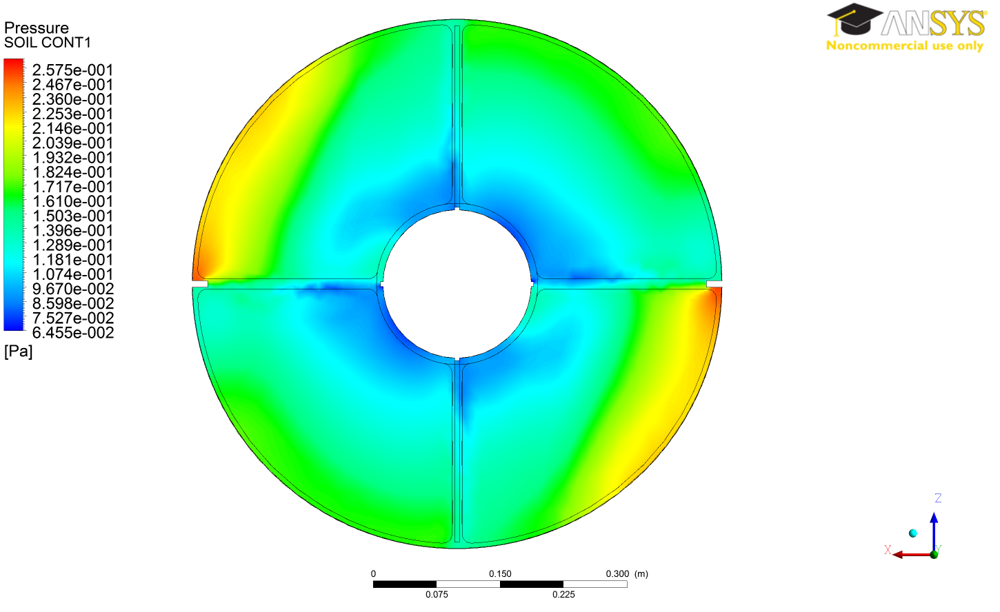 Pressure
SOIL CONT1
2.575e-001
2.467e-001
2.360e-001
2.253e-001
2.146e-001
2.039e-001
1.932e-001
1.824e-001
1.717e-001
1.610e-001
1.503e-001
1.396e-001
1.289e-001
1.181e-001
1.074e-001
9.670e-002
8.598e-002
7.527e-002
6.455e-002
[Pa]
ANSYS
Noncommercial use only
Z
X
Y
0 0.150 0.300 (m)
0.075 0.225